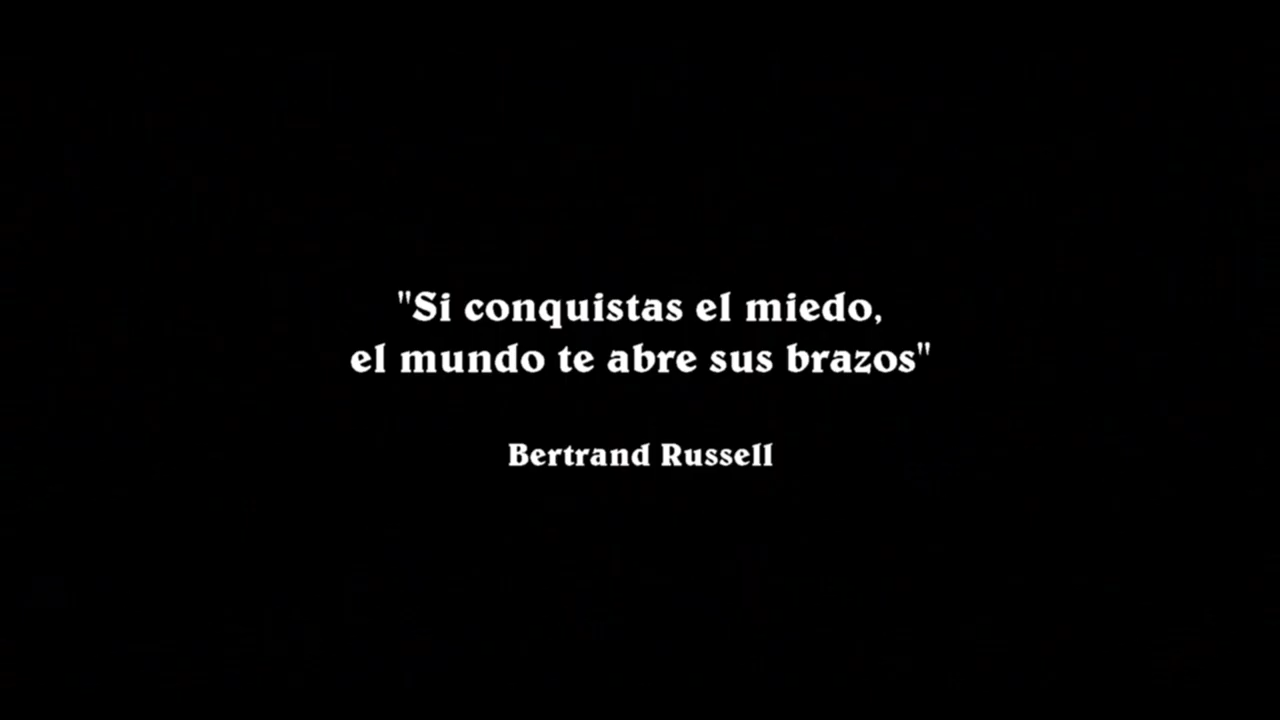 "Si conquistas el miedo,
el mundo te abre sus brazos"
Bertrand Russell